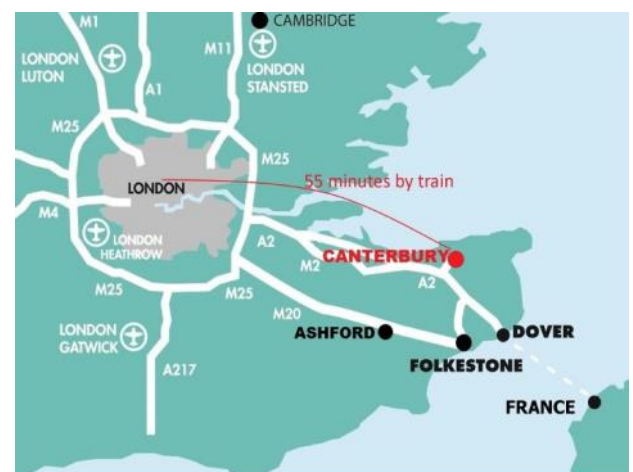 CAMBRIDGE
M1
M11
LONDON
LUTON
LONDON
STANSTED
A1
M25
M25
55 minutes by train
LONDON
M4
LONDON
HEATHROW
A2
M2
CANTERBURY
A2
M25
M25
M20
LONDON
GATWICK
ASHFORD
DOVER
FOLKESTONE
A217
FRANCE